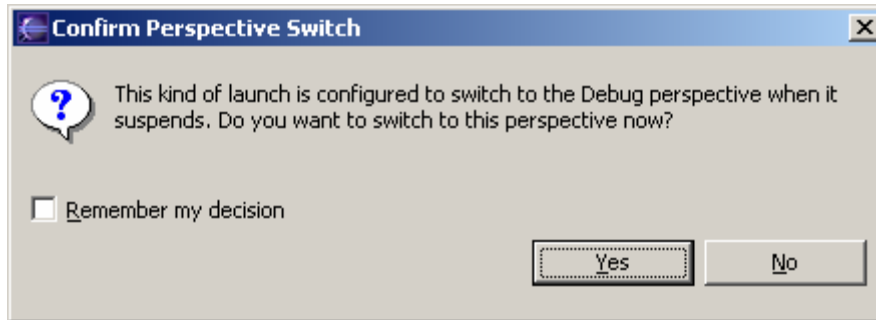 Confirm Perspective Switch
This kind of launch is configured to switch to the Debug perspective when it
suspends. Do you want to switch to this perspective now?
Remember my decision
Yes
No